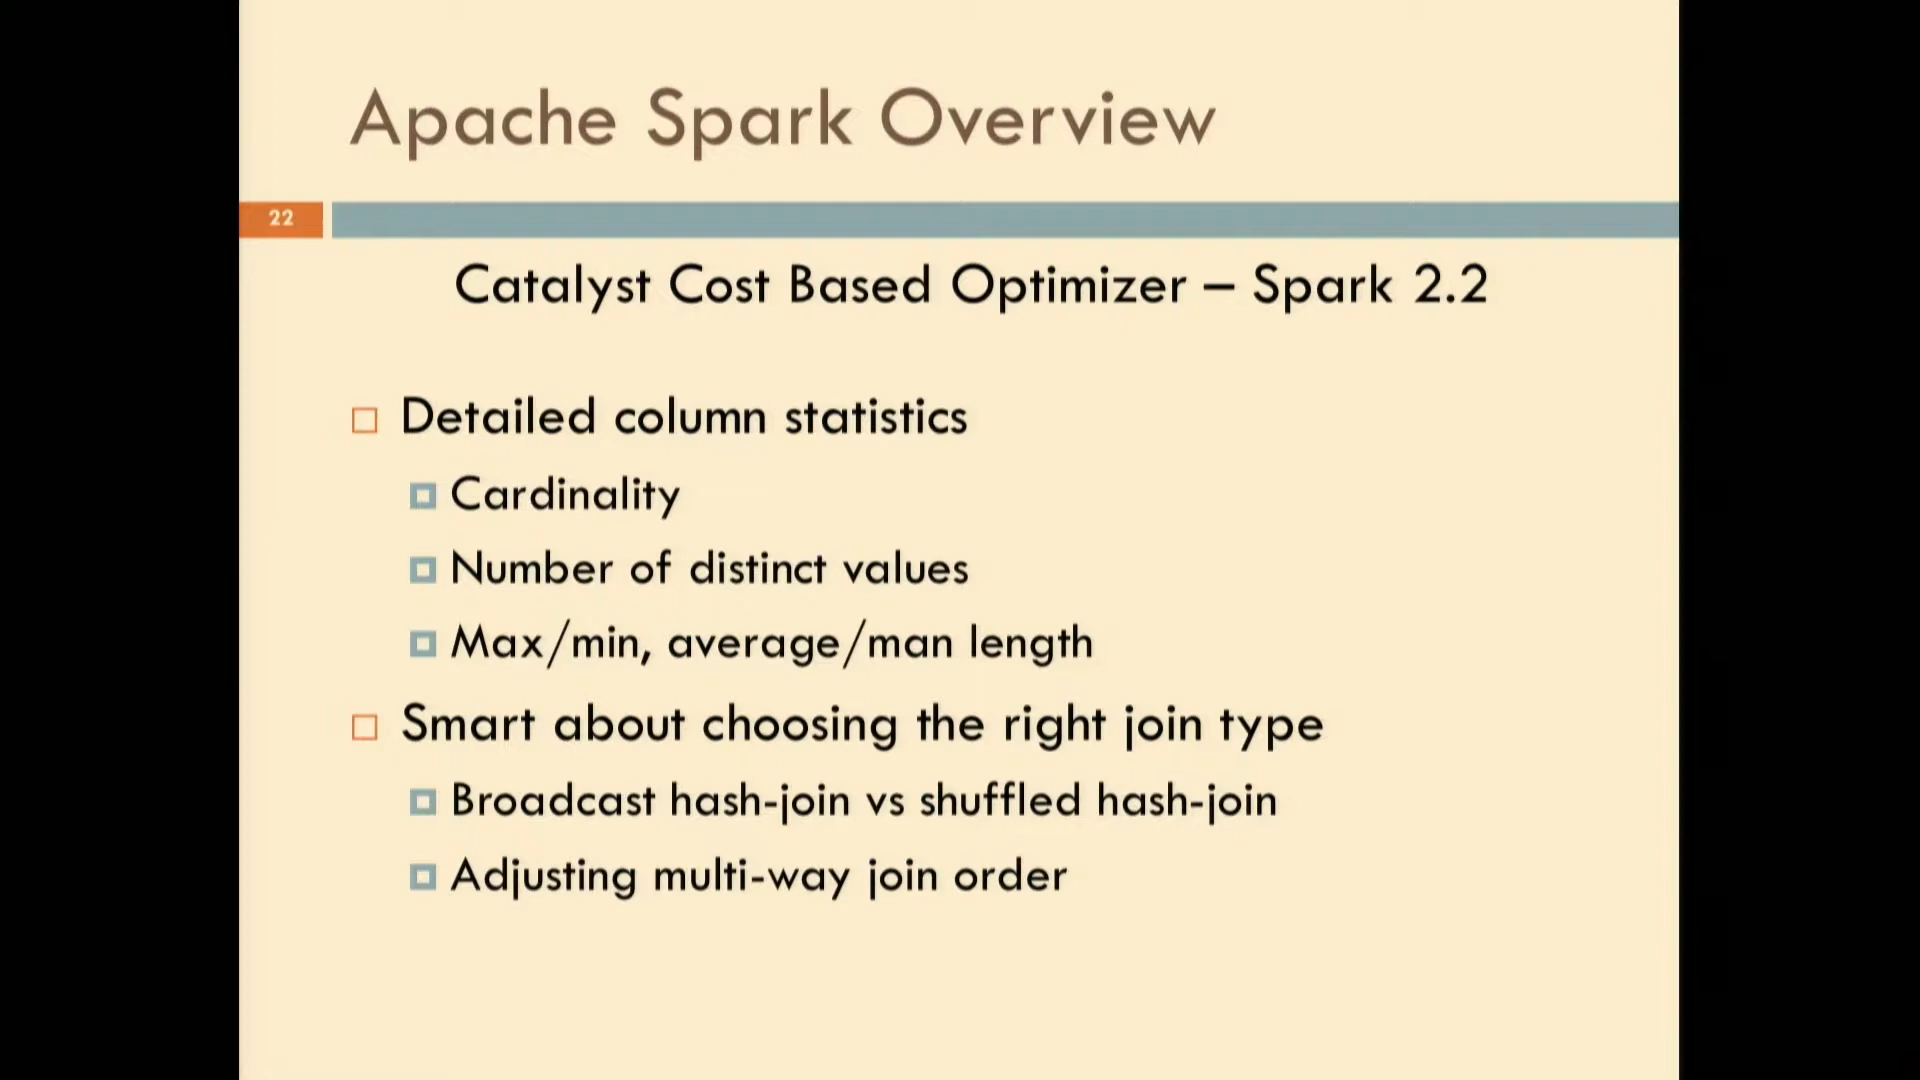 Apache Spark Overview
22
Catalyst Cost Based Optimizer – Spark 2.2
Detailed column statistics
Cardinality
Number of distinct values
Max/min, average/man length
Smart about choosing the right join type
Broadcast hash-join vs shuffled hash-join
Adjusting multi-way join order